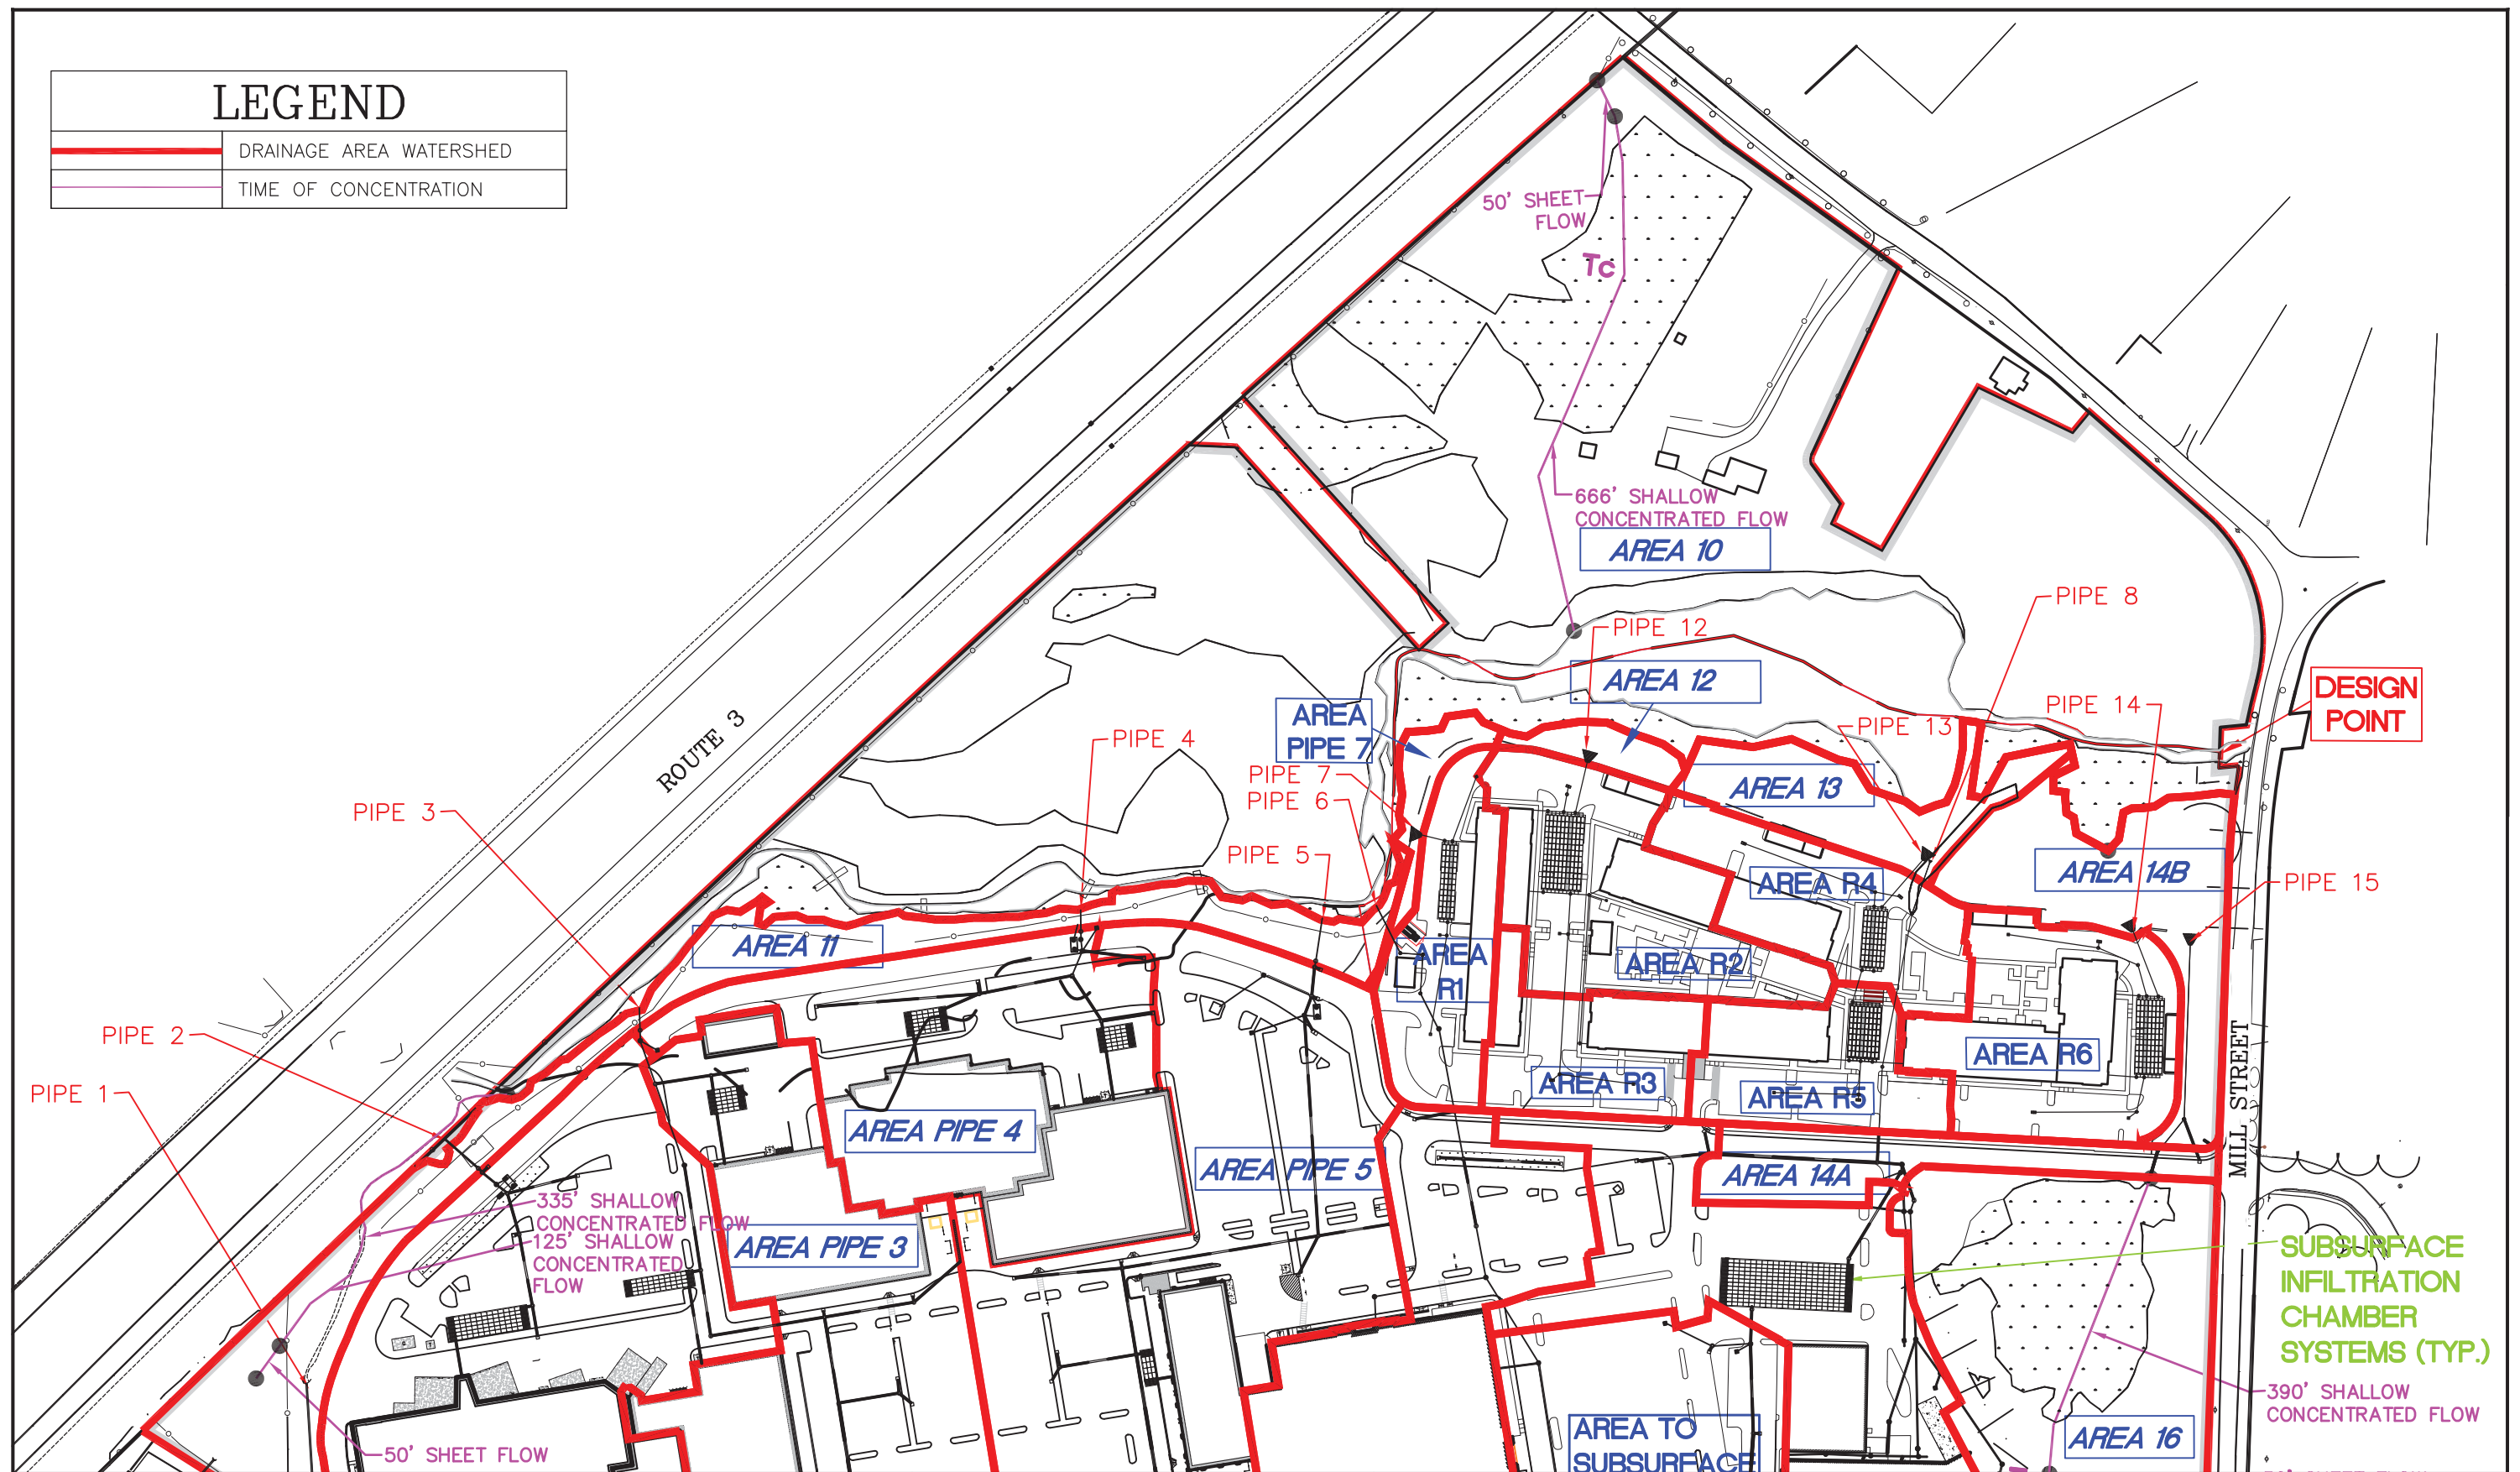 LEGEND
DRAINAGE AREA WATERSHED
TIME OF CONCENTRATION
50' SHEET
FLOW
Tc
666' SHALLOW
CONCENTRATED FLOW
AREA 10
PIPE 8
PIPE 12
AREA 12
DESIGN
POINT
PIPE 14
PIPE 13
AREA
PIPE 7
ROUTE 3
PIPE 4
PIPE 7
PIPE 6
AREA 13
PIPE 3
PIPE 5
AREA 14B
PIPE 15
AREA R4
AREA 11
AREA
R1
AREA R2
PIPE 2
PIPE 1
AREA R6
AREA R3
AREA R5
MILL STREET
AREA PIPE 4
AREA PIPE 5
AREA 14A
335' SHALLOW
CONCENTRATED FLOW
125' SHALLOW
CONCENTRATED
FLOW
AREA PIPE 3
SUBSURFACE
INFILTRATION
CHAMBER
SYSTEMS (TYP.)
390' SHALLOW
CONCENTRATED FLOW
AREA TO
SUBSURFACE
AREA 16
50' SHEET FLOW